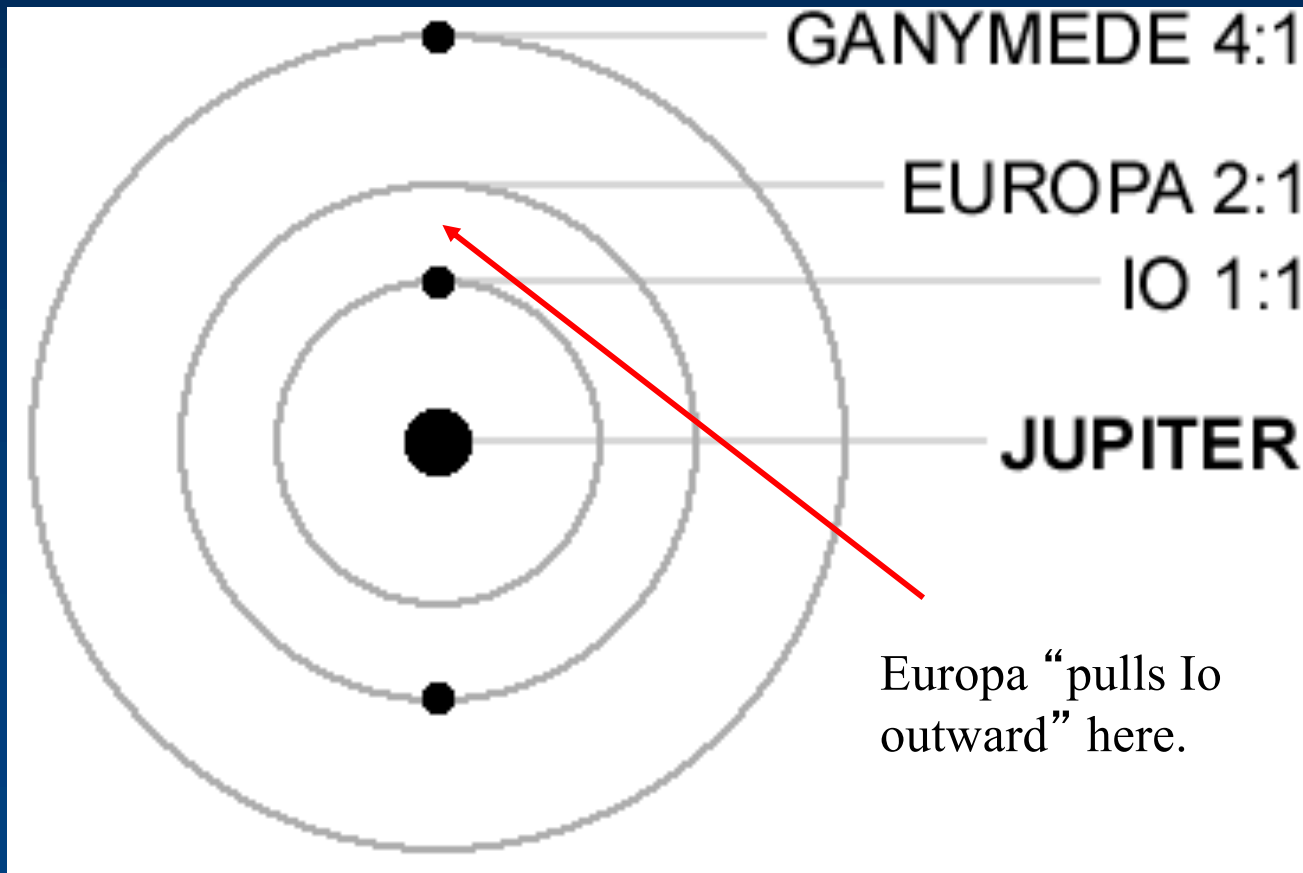 GANYMEDE 4:1
EUROPA 2:1
IO 1:1
JUPITER
Europa “pulls Io
outward” here.